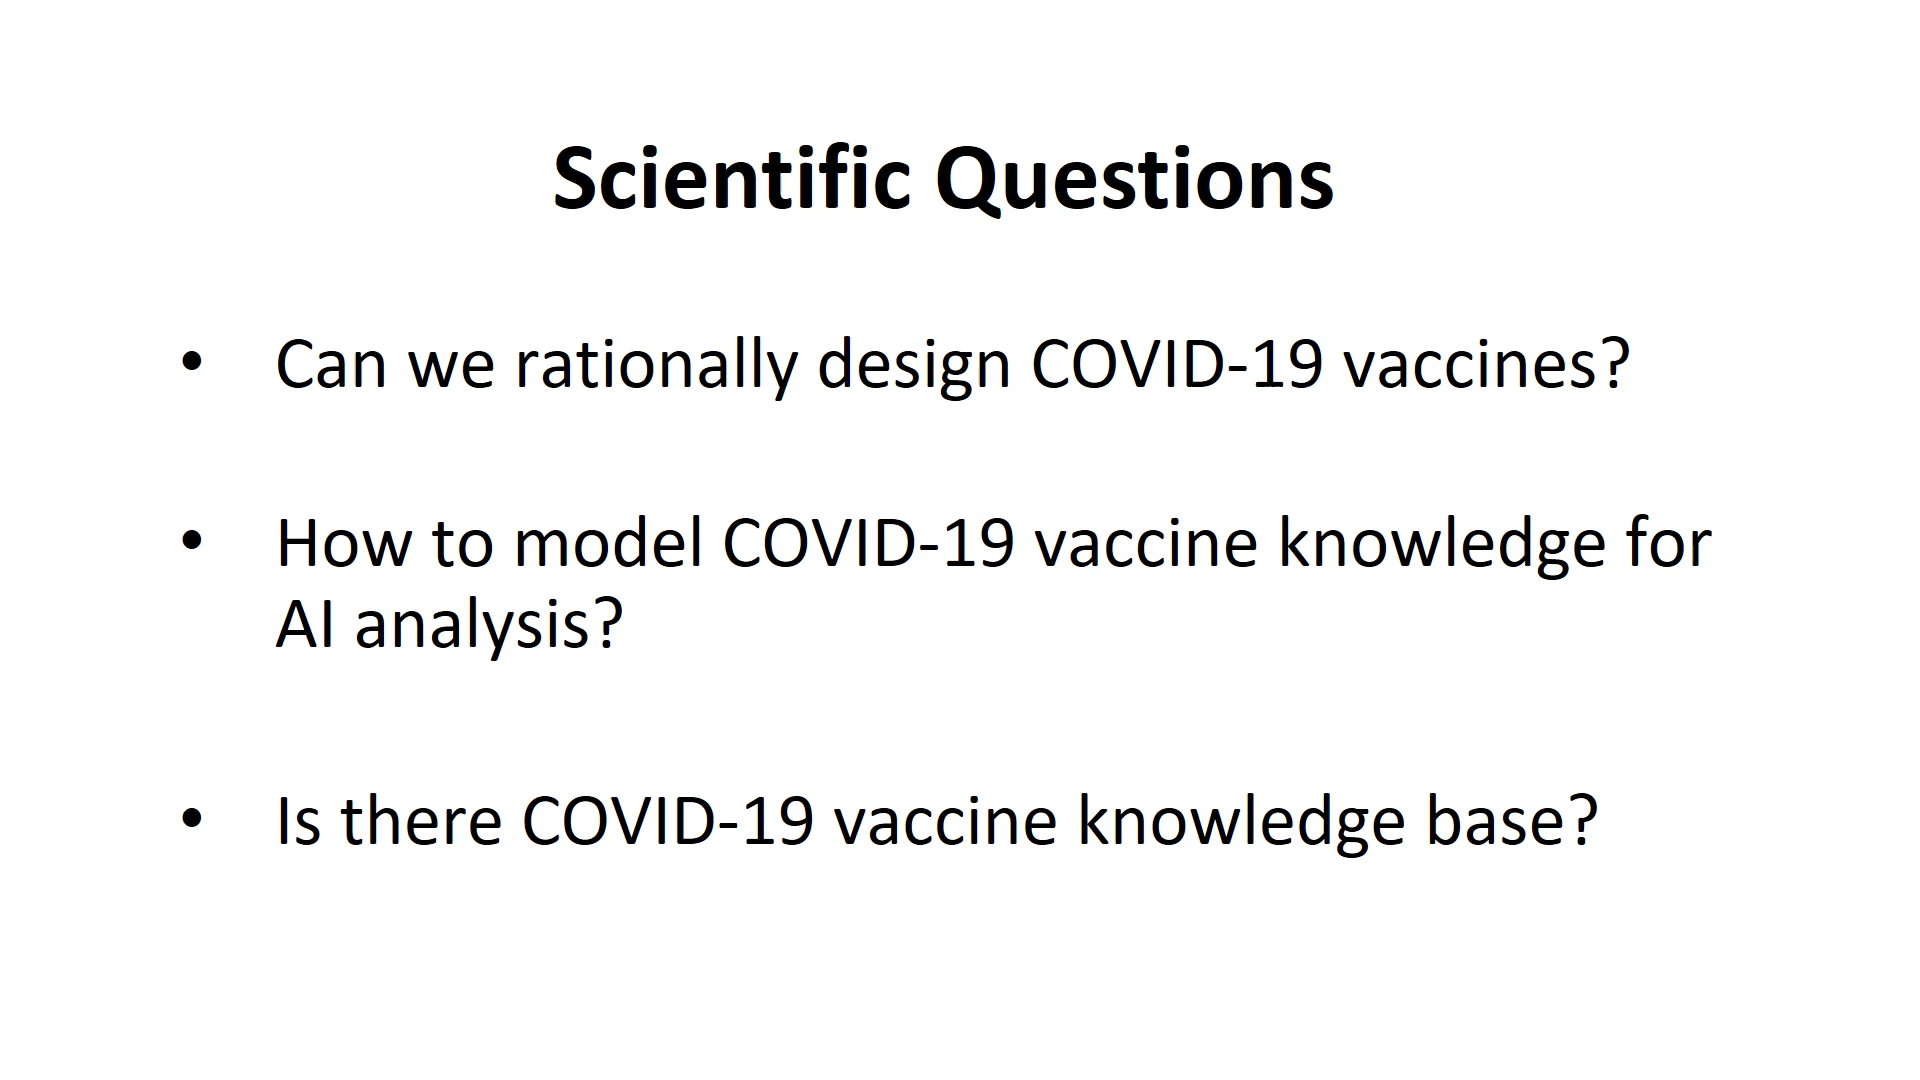 Scientific Questions
• Can we rationally design COVID-19 vaccines?
• How to model COVID-19 vaccine knowledge for
AI analysis?
• Is there COVID-19 vaccine knowledge base?